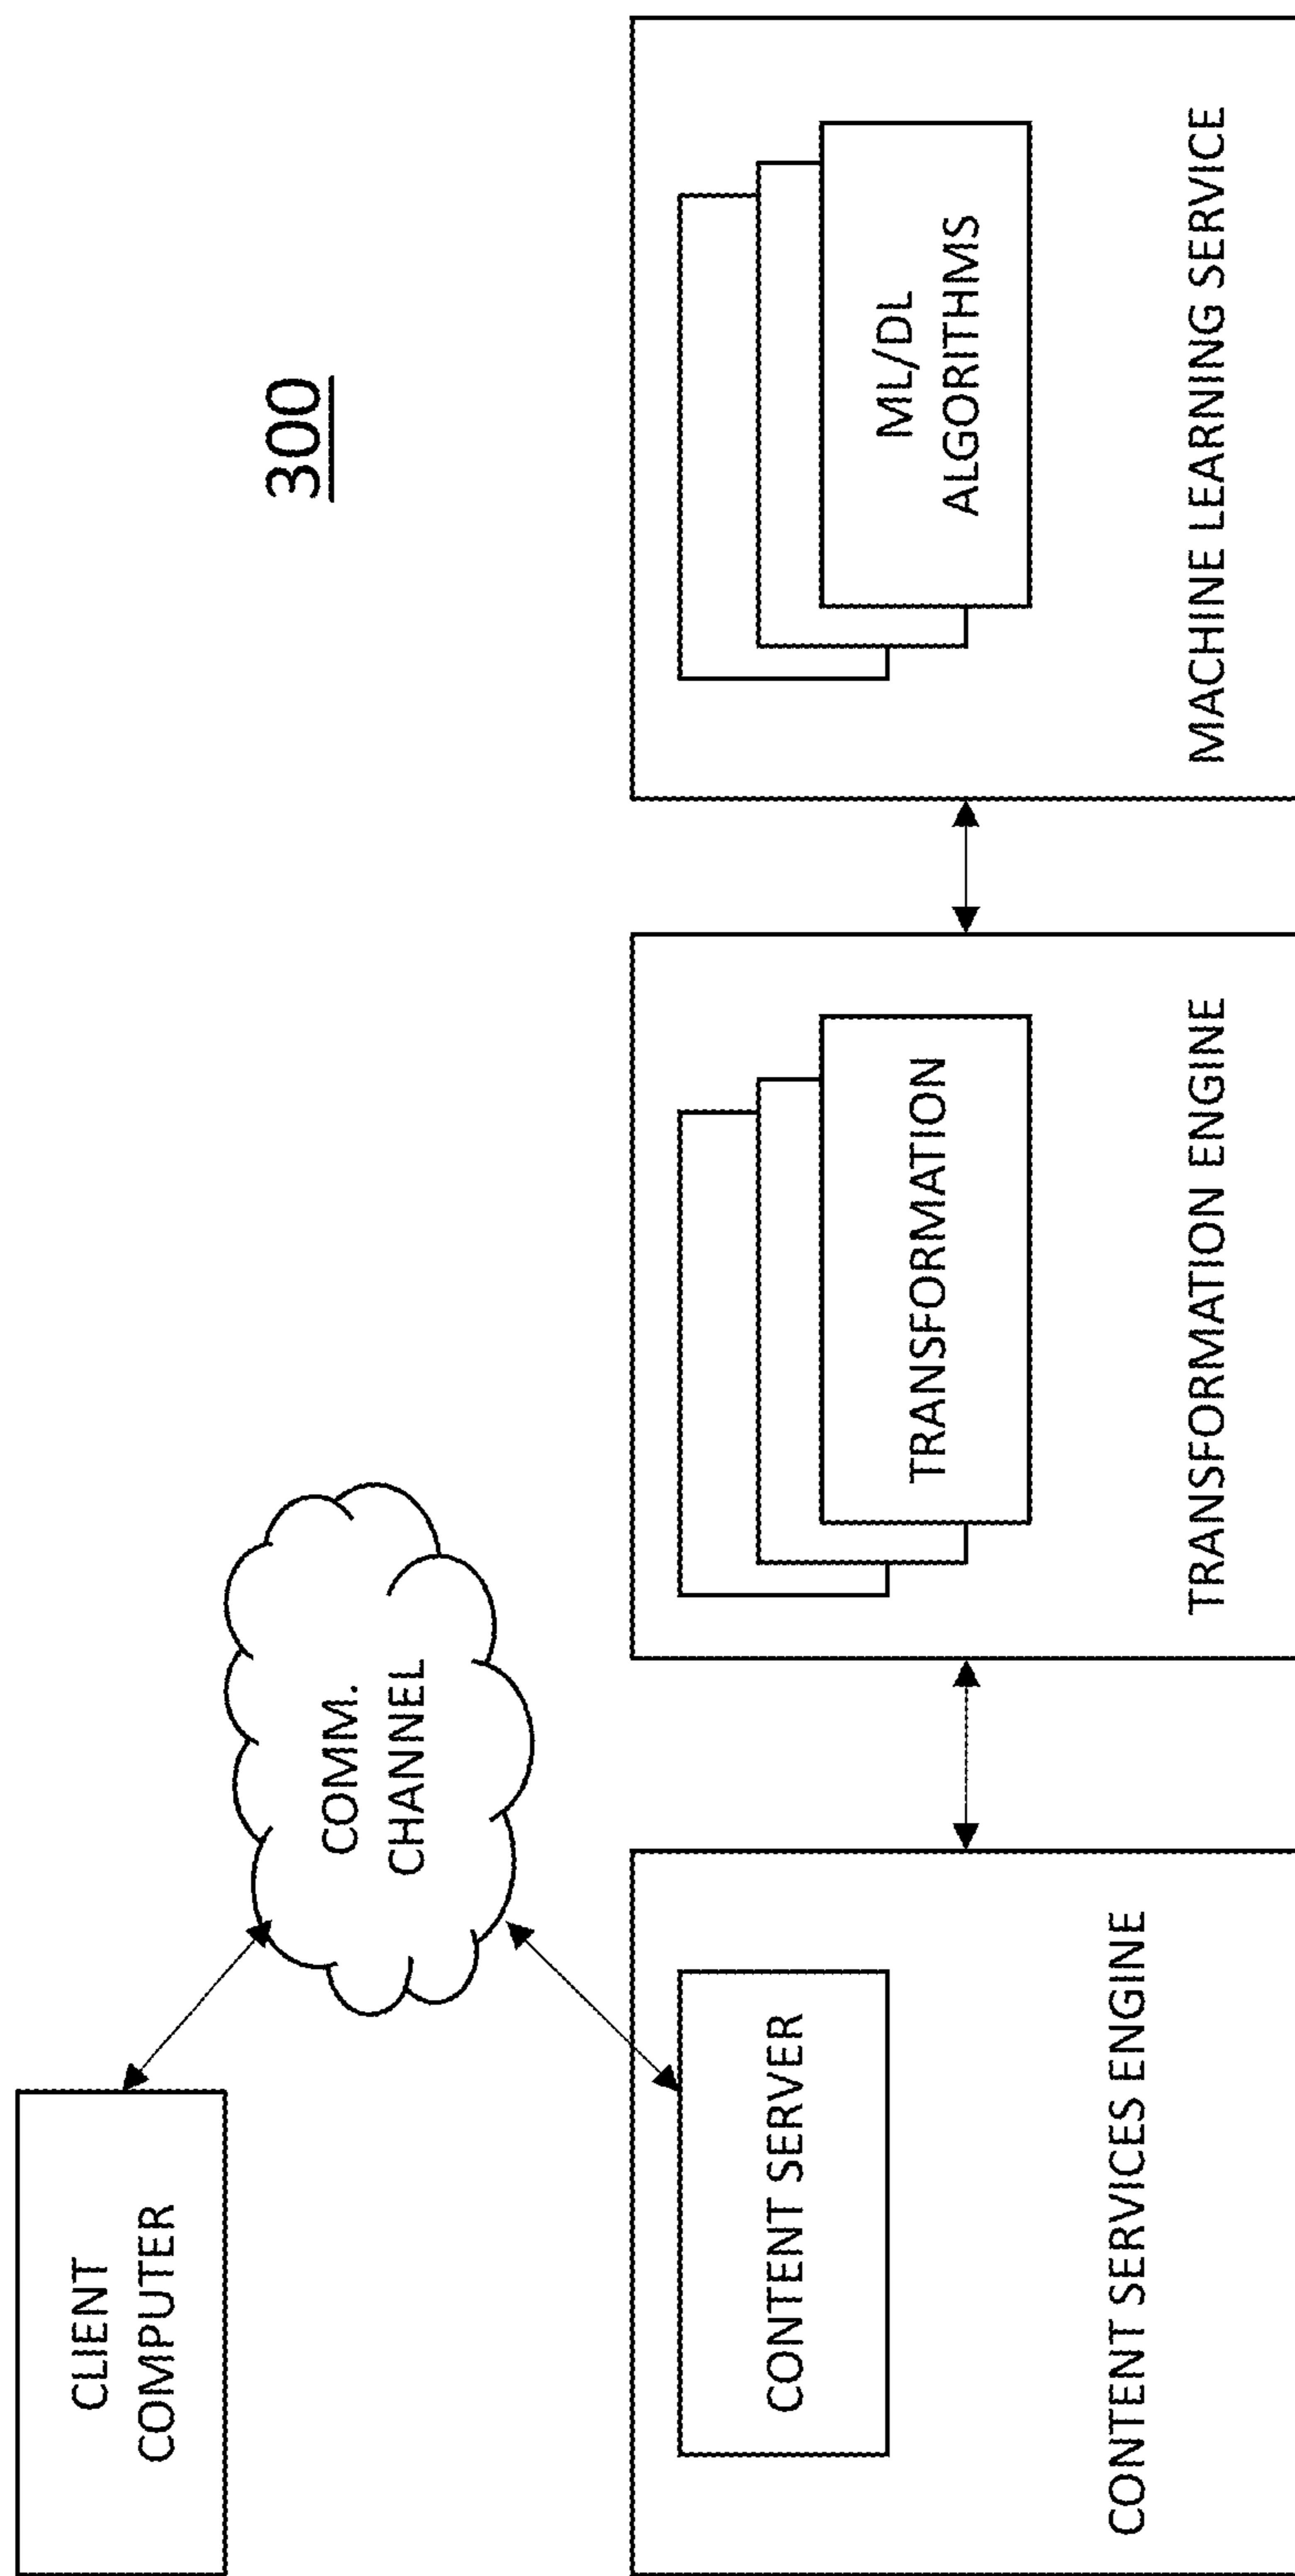 300
CLIENT
COMPUTER
COMM.
CHANNEL
CONTENT SERVER
CONTENT SERVICES ENGINE
TRANSFORMATION
TRANSFORMATION ENGINE
ML/DL
ALGORITHMS
MACHINE LEARNING SERVICE